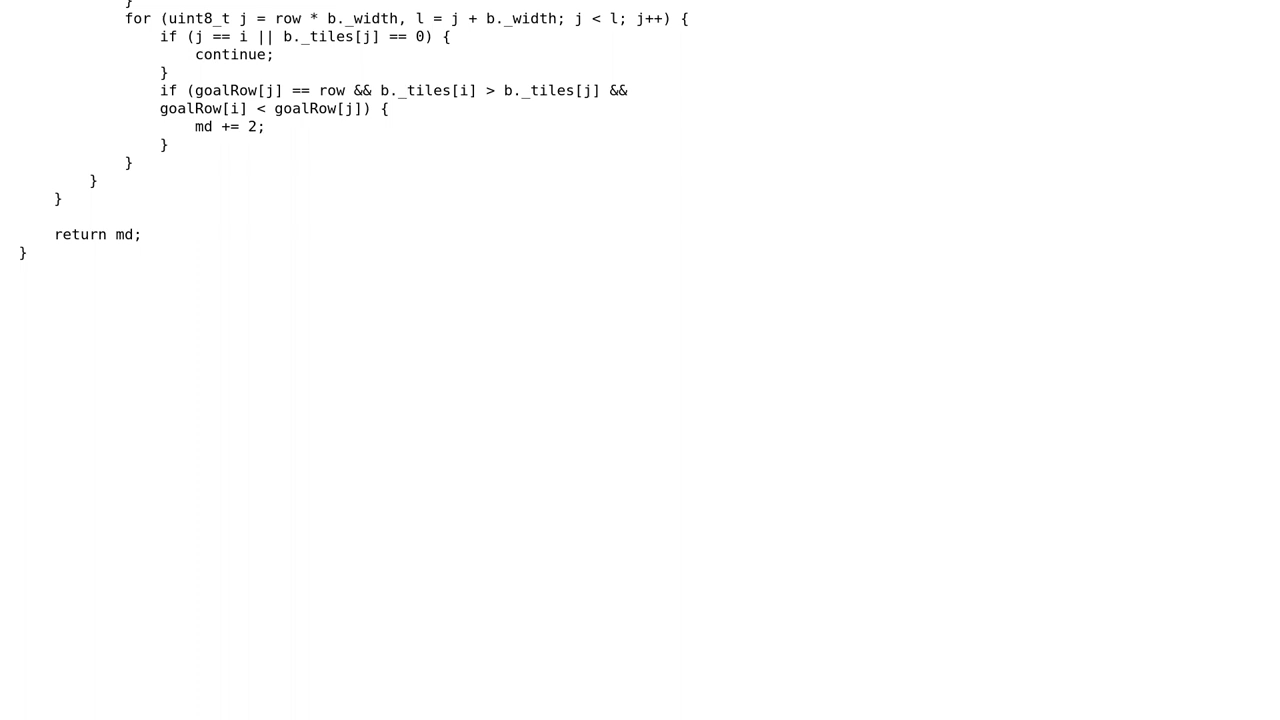 }
for (uint8_t j = row * b._width, l = j + b._width; j < l; j++) {
if (j == i || b._tiles[j] == 0) {
continue;
}
if (goalRow[j] == row && b._tiles[i] > b._tiles[j] &&
goalRow[i] < goalRow[j]) {
md += 2;
}
}
}
}
return md;
}